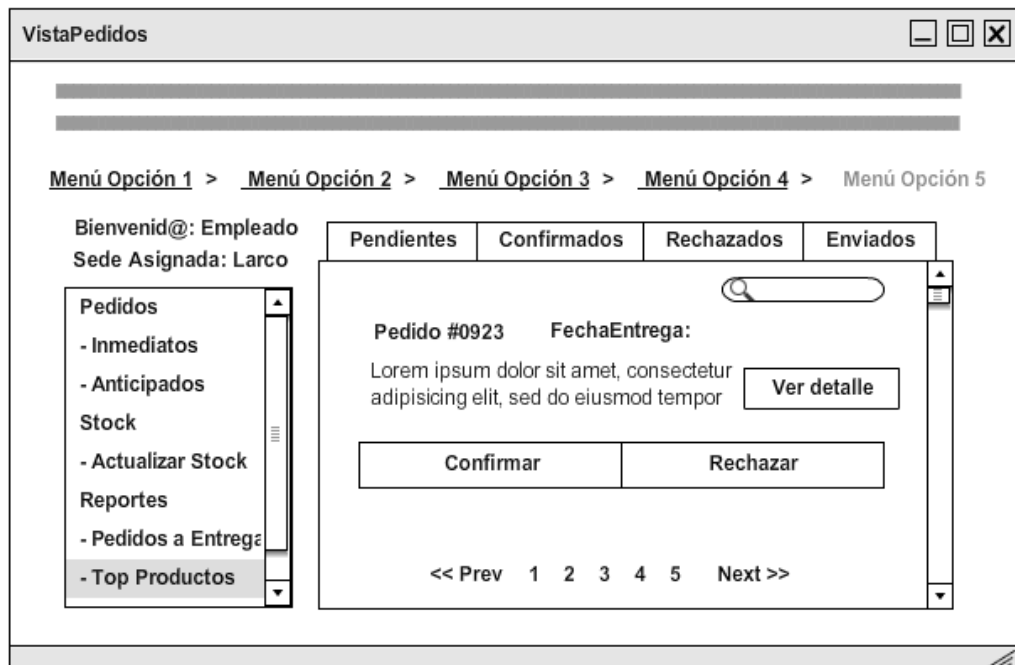 VistaPedidos
Menú Opción 1 > Menú Opción 2 > Menú Opción 3 > Menú Opción 4 > Menú Opción 5
Bienvenid@: Empleado
Sede Asignada: Larco
Pedidos
- Inmediatos
- Anticipados
Stock
- Actualizar Stock
Reportes
- Pedidos a Entrega
- Top Productos
Pendientes Confirmados Rechazados Enviados
Pedido #0923 FechaEntrega:
Lorem ipsum dolor sit amet, consectetur
adipisicing elit, sed do eiusmod tempor
Ver detalle
Confirmar Rechazar
<< Prev 1 2 3 4 5 Next >>